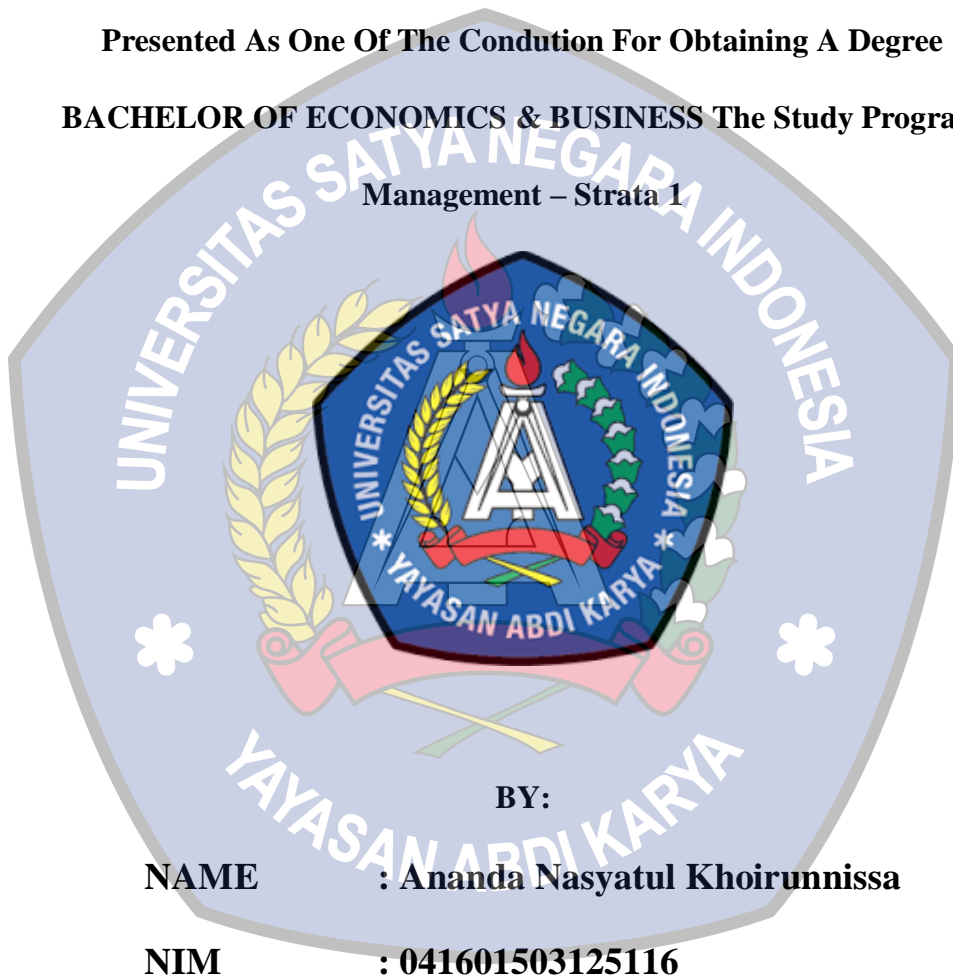 Presented As One Of The Condution For Obtaining A Degree
BACHELOR OF ECONOMICS & BUSINESS The Study Progra
Management – Strata 1
UNIVERSITAS SATYA NEGARA INDONESIA
YAYASAN ABDI KARYA
UNIVERSITAS SATYA NEGARA INDONESIA
YAYASAN ABDI KARYA
BY:
NAME : Ananda Nasyatul Khoirunnissa
NIM : 041601503125116